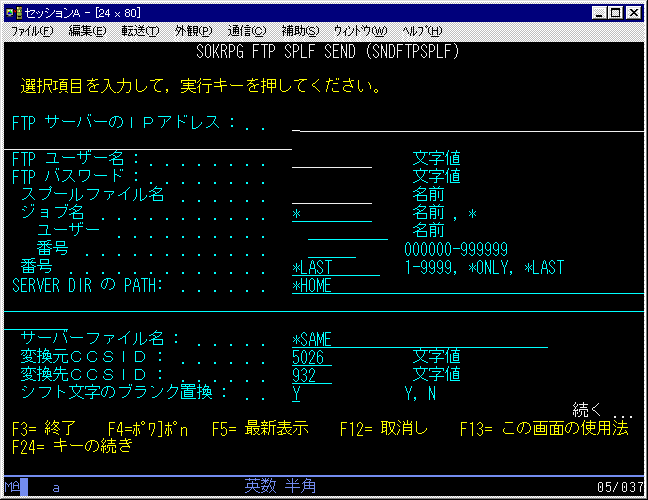 セッションA - [24 x 80]
ファイル(F) 編集(E) 転送(T) 外観(P) 通信(C) 補助(S) ウィンドウ(W) ヘルプ(H)
SOKRPG FTP SPLF SEND (SNDFTPSPLF)
選択項目を入力して，実行キーを押してください。
FTP サーバーのＩＰアドレス : . .
FTP ユーザー名 : . . . . . . . . 文字値
FTP パスワード : . . . . . . . . 文字値
スプールファイル名 . . . . . . 名前
ジョブ名 . . . . . . . . . . . * 名前 , *
ユーザー . . . . . . . . . . 名前
番号 . . . . . . . . . . . . 000000-999999
番号 . . . . . . . . . . . . . *LAST 1-9999, *ONLY, *LAST
SERVER DIR の PATH: . . . . . . *HOME
サーバーファイル名 : . . . . . *SAME
変換元ＣＣＳＩＤ : . . . . . . 5026 文字値
変換先ＣＣＳＩＤ : . . . . . . 932 文字値
シフト文字のブランク置換 : . . . Y Y, N
続く ...
F3= 終了 F4=ﾎﾟﾜ]ﾎﾟn F5= 最新表示 F12= 取消し F13= この画面の使用法
F24= キーの続き
MA a 英数 半角 05/037